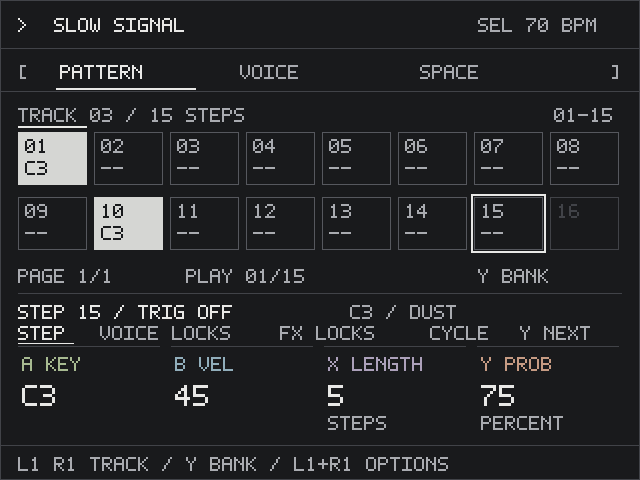 > SLOW SIGNAL SEL 70 BPM
[ PATTERN VOICE SPACE ]
TRACK 03 / 15 STEPS 01-15
01 02 03 04 05 06 07 08
C3 -- -- -- -- -- -- --
09 10 11 12 13 14 15 16
-- C3 -- -- -- -- --
PAGE 1/1 PLAY 01/15 Y BANK
STEP 15 / TRIG OFF C3 / DUST
STEP VOICE LOCKS FX LOCKS CYCLE Y NEXT
A KEY B VEL X LENGTH Y PROB
C3 45 5 75
STEPS PERCENT
L1 R1 TRACK / Y BANK / L1+R1 OPTIONS